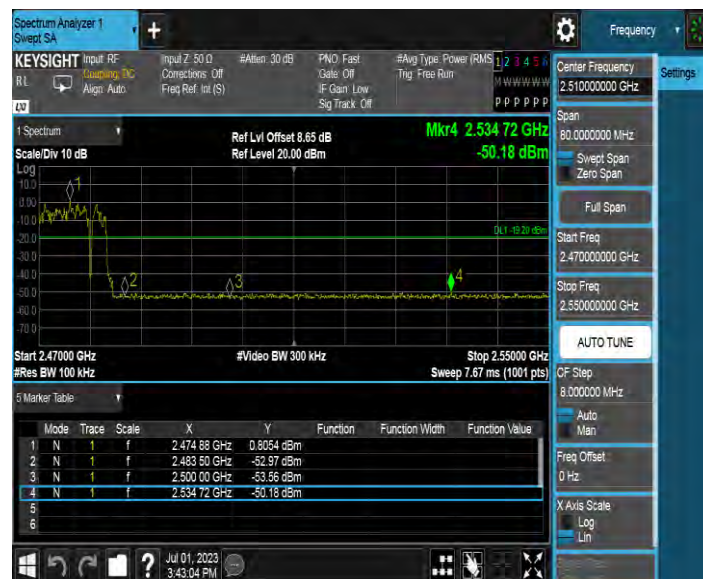 Spectrum Analyzer 1
Swept SA
+
Frequency
KEYSIGHT
RL
LXI
Input: RF
Coupling: DC
Align: Auto
Input Z: 50 Ω
Corrections: Off
Freq Ref: Int (S)
#Atten: 30 dB
PNO: Fast
Gate: Off
IF Gain: Low
Sig Track: Off
#Avg Type: Power (RMS
Trig: Free Run
1 2 3 4 5 6
M W W W W W
P P P P P P
Center Frequency
2.510000000 GHz
Settings
Span
80.0000000 MHz
Swept Span
Zero Span
Full Span
Start Freq
2.470000000 GHz
Stop Freq
2.550000000 GHz
AUTO TUNE
CF Step
8.000000 MHz
Auto
Man
Freq Offset
0 Hz
X Axis Scale
Log
Lin
1 Spectrum
Scale/Div 10 dB
Ref Lvl Offset 8.65 dB
Ref Level 20.00 dBm
Mkr4 2.534 72 GHz
-50.18 dBm
Log
10.0
0.00
-10.0
-20.0
-30.0
-40.0
-50.0
-60.0
-70.0
1
2
3
4
DL1 -19.20 dBm
Start 2.47000 GHz
#Res BW 100 kHz
#Video BW 300 kHz
Stop 2.55000 GHz
Sweep 7.67 ms (1001 pts)
5 Marker Table
Mode Trace Scale X Y Function Function Width Function Value
1 N 1 f 2.474 88 GHz 0.8054 dBm
2 N 1 f 2.483 50 GHz -52.97 dBm
3 N 1 f 2.500 00 GHz -53.56 dBm
4 N 1 f 2.534 72 GHz -50.18 dBm
5
6
?
Jul 01, 2023
3:43:04 PM